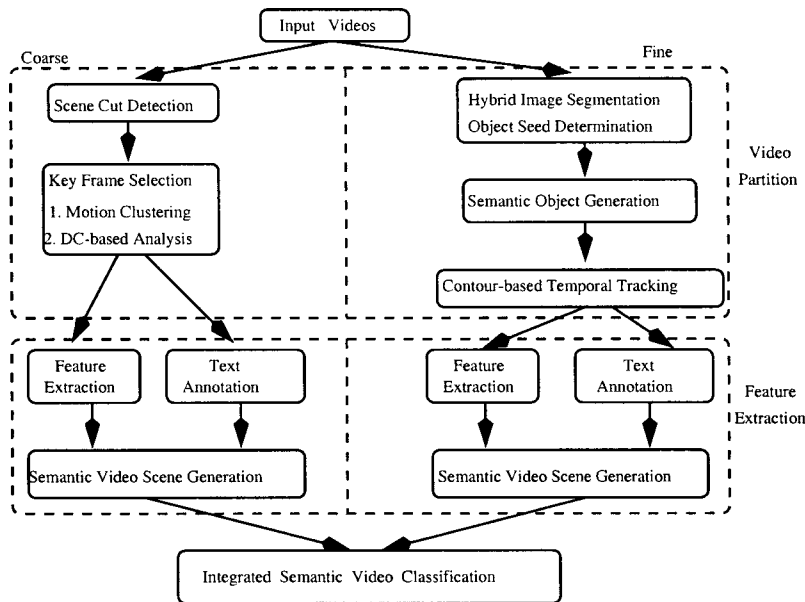 Input Videos
Coarse
Fine
Scene Cut Detection
Hybrid Image Segmentation
Object Seed Determination
Video
Partition
Key Frame Selection
1. Motion Clustering
2. DC-based Analysis
Semantic Object Generation
Contour-based Temporal Tracking
Feature
Extraction
Text
Annotation
Feature
Extraction
Text
Annotation
Feature
Extraction
Semantic Video Scene Generation
Semantic Video Scene Generation
Integrated Semantic Video Classification